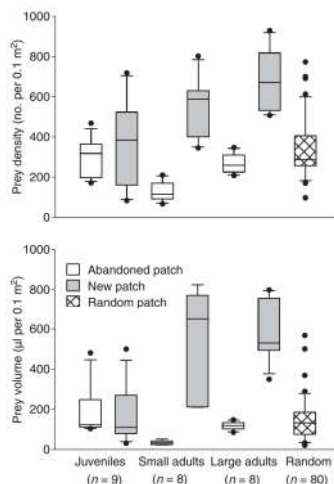 1000
800
600
400
200
0
Prey density (no. per 0.1 m²)
1000
800
600
400
200
0
Prey volume (µl per 0.1 m²)
Abandoned patch
New patch
Random patch
Juveniles Small adults Large adults Random
(n = 9) (n = 8) (n = 8) (n = 80)